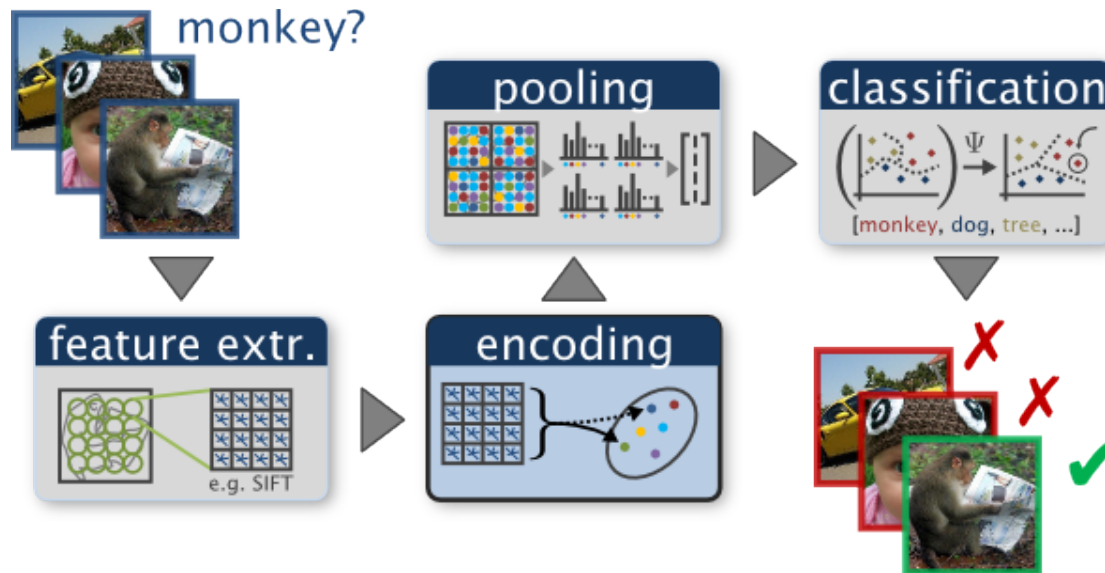 monkey?
feature extr.
e.g. SIFT
encoding
pooling
classification
Ψ
[monkey, dog, tree, ...]